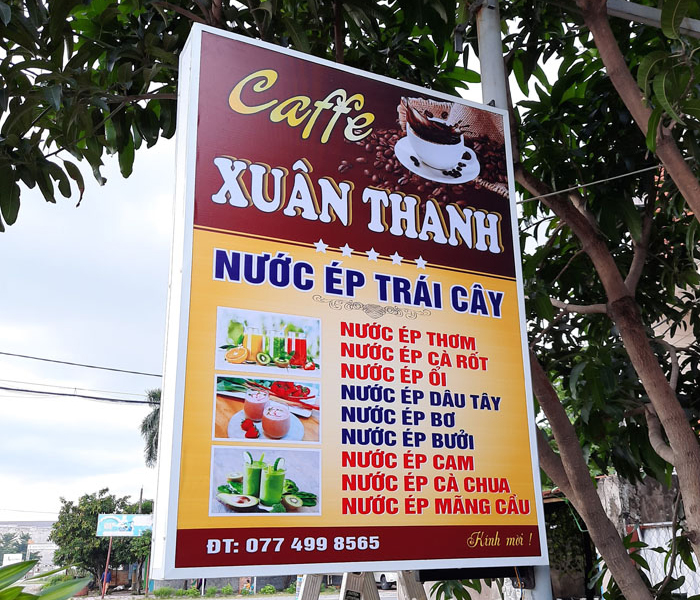 Caffe
XUÂN THANH
NƯỚC ÉP TRÁI CÂY
NƯỚC ÉP THƠM
NƯỚC ÉP CÀ RỐT
NƯỚC ÉP ỔI
NƯỚC ÉP DÂU TÂY
NƯỚC ÉP BƠ
NƯỚC ÉP BƯỞI
NƯỚC ÉP CAM
NƯỚC ÉP CÀ CHUA
NƯỚC ÉP MÃNG CẦU
ĐT: 077 499 8565
Kính mời !